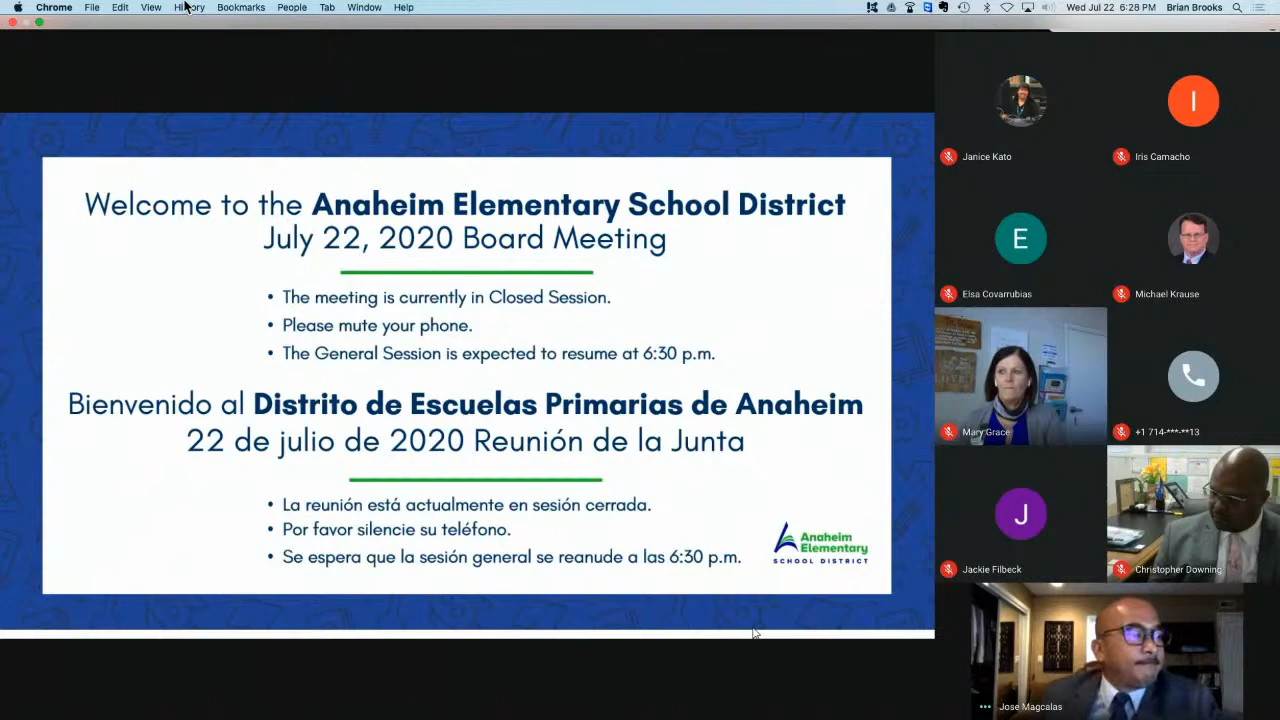 Chrome File Edit View History Bookmarks People Tab Window Help Wed Jul 22 6:28 PM Brian Brooks
Welcome to the Anaheim Elementary School District
July 22, 2020 Board Meeting
• The meeting is currently in Closed Session.
• Please mute your phone.
• The General Session is expected to resume at 6:30 p.m.
Bienvenido al Distrito de Escuelas Primarias de Anaheim
22 de julio de 2020 Reunión de la Junta
• La reunión está actualmente en sesión cerrada.
• Por favor silencie su teléfono.
• Se espera que la sesión general se reanude a las 6:30 p.m.
Anaheim
Elementary
SCHOOL DISTRICT
I
Janice Kato
Iris Camacho
E
Elsa Covarrubias
Michael Krause
Mary Grace
+1 714-***-**13
J
Jackie Filbeck
Christopher Downing
Jose Magcalas